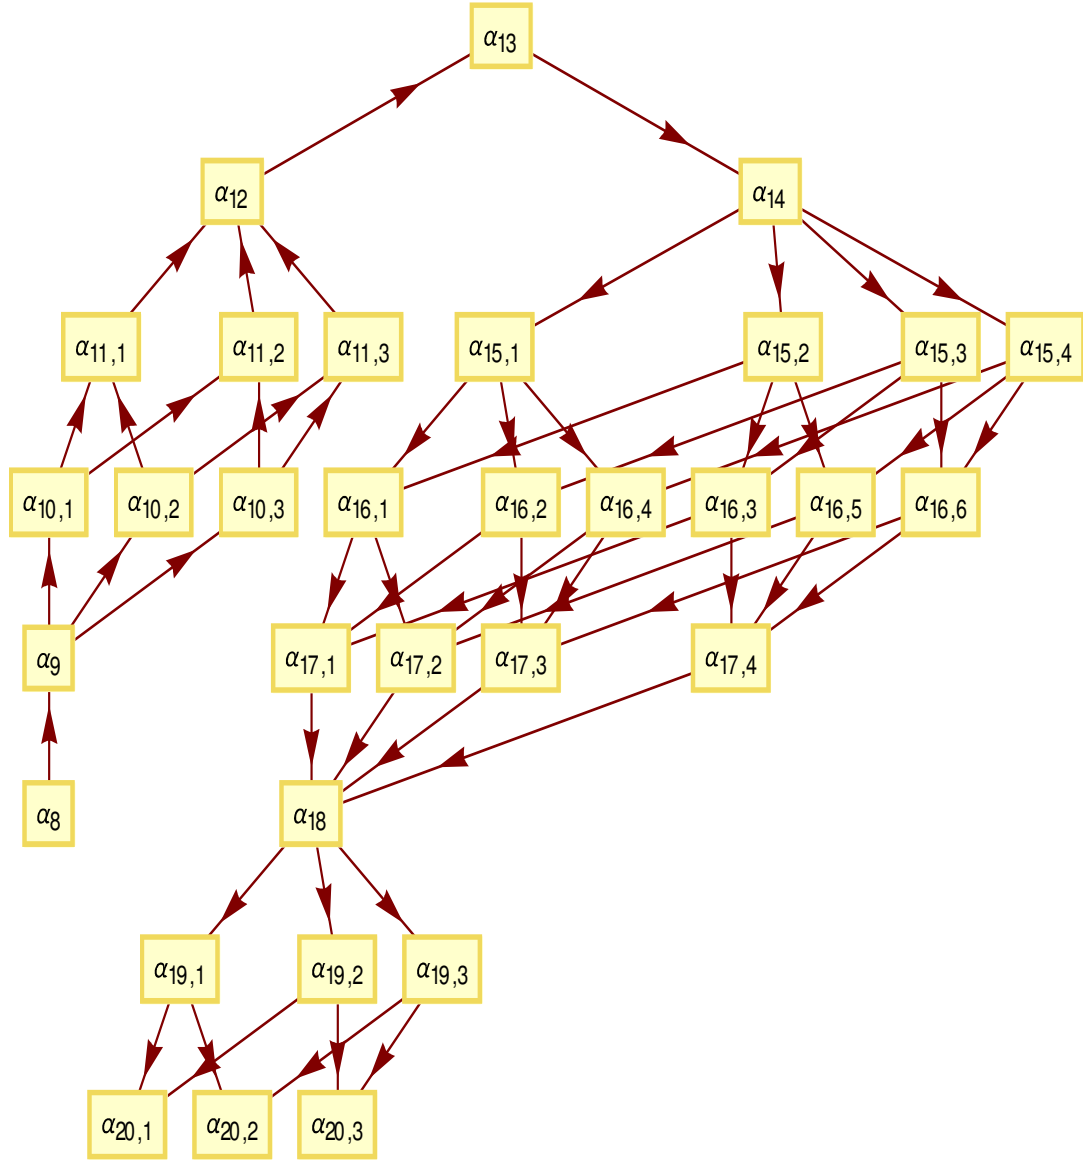 α13
α12 α14
α11,1 α11,2 α11,3 α15,1 α15,2 α15,3 α15,4
α10,1 α10,2 α10,3 α16,1 α16,2 α16,4 α16,3 α16,5 α16,6
α9 α17,1 α17,2 α17,3 α17,4
α8 α18
α19,1 α19,2 α19,3
α20,1 α20,2 α20,3